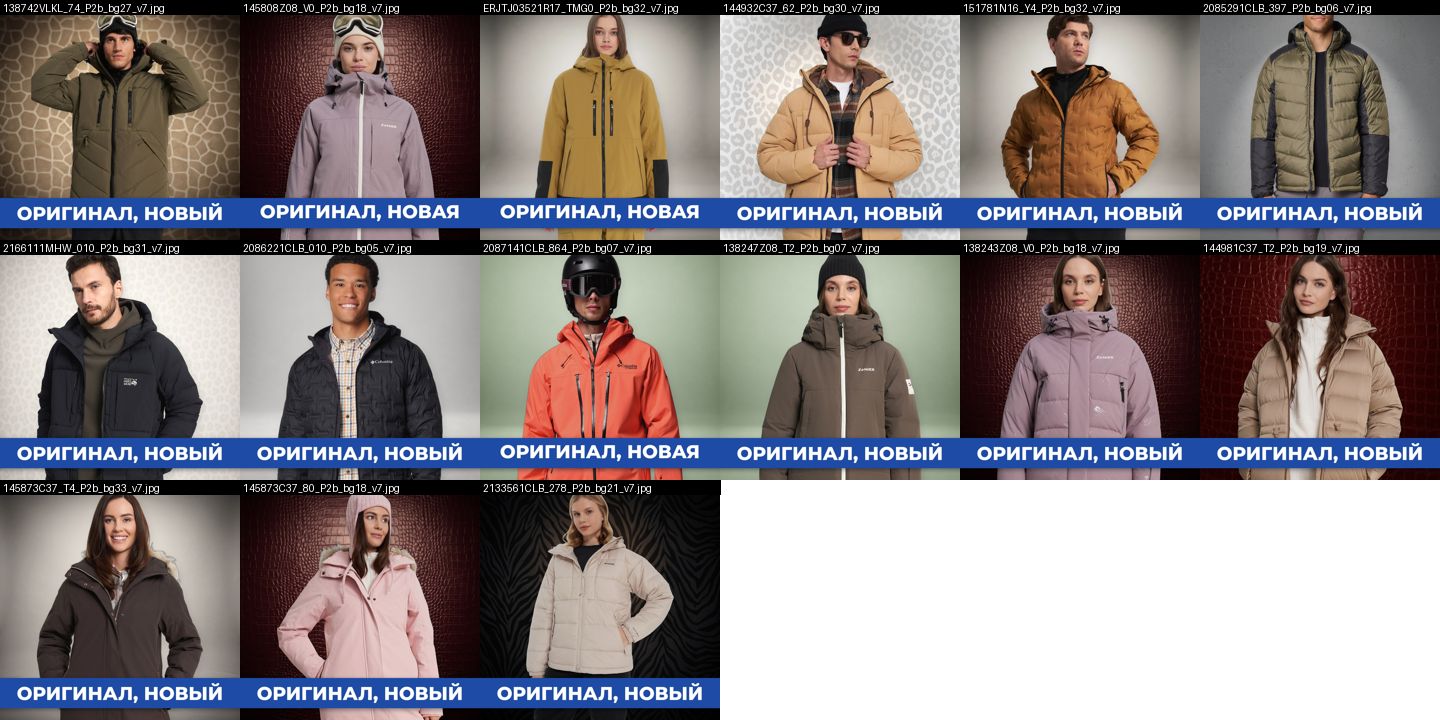 138742VLKL_74_P2b_bg27_v7.jpg
145808Z08_V0_P2b_bg18_v7.jpg
ERJTJ03521R17_TMG0_P2b_bg32_v7.jpg
144932C37_62_P2b_bg30_v7.jpg
151781N16_Y4_P2b_bg32_v7.jpg
2085291CLB_397_P2b_bg06_v7.jpg
ОРИГИНАЛ, НОВЫЙ
ОРИГИНАЛ, НОВАЯ
ОРИГИНАЛ, НОВАЯ
ОРИГИНАЛ, НОВЫЙ
ОРИГИНАЛ, НОВЫЙ
ОРИГИНАЛ, НОВЫЙ
2166111MHW_010_P2b_bg31_v7.jpg
2086221CLB_010_P2b_bg05_v7.jpg
2087141CLB_864_P2b_bg07_v7.jpg
138247Z08_T2_P2b_bg07_v7.jpg
138243Z08_V0_P2b_bg18_v7.jpg
144981C37_T2_P2b_bg19_v7.jpg
Columbia
ОРИГИНАЛ, НОВЫЙ
ОРИГИНАЛ, НОВЫЙ
ОРИГИНАЛ, НОВАЯ
ОРИГИНАЛ, НОВЫЙ
ОРИГИНАЛ, НОВЫЙ
ОРИГИНАЛ, НОВЫЙ
145873C37_T4_P2b_bg33_v7.jpg
145873C37_80_P2b_bg18_v7.jpg
2133561CLB_278_P2b_bg21_v7.jpg
ОРИГИНАЛ, НОВЫЙ
ОРИГИНАЛ, НОВЫЙ
ОРИГИНАЛ, НОВЫЙ